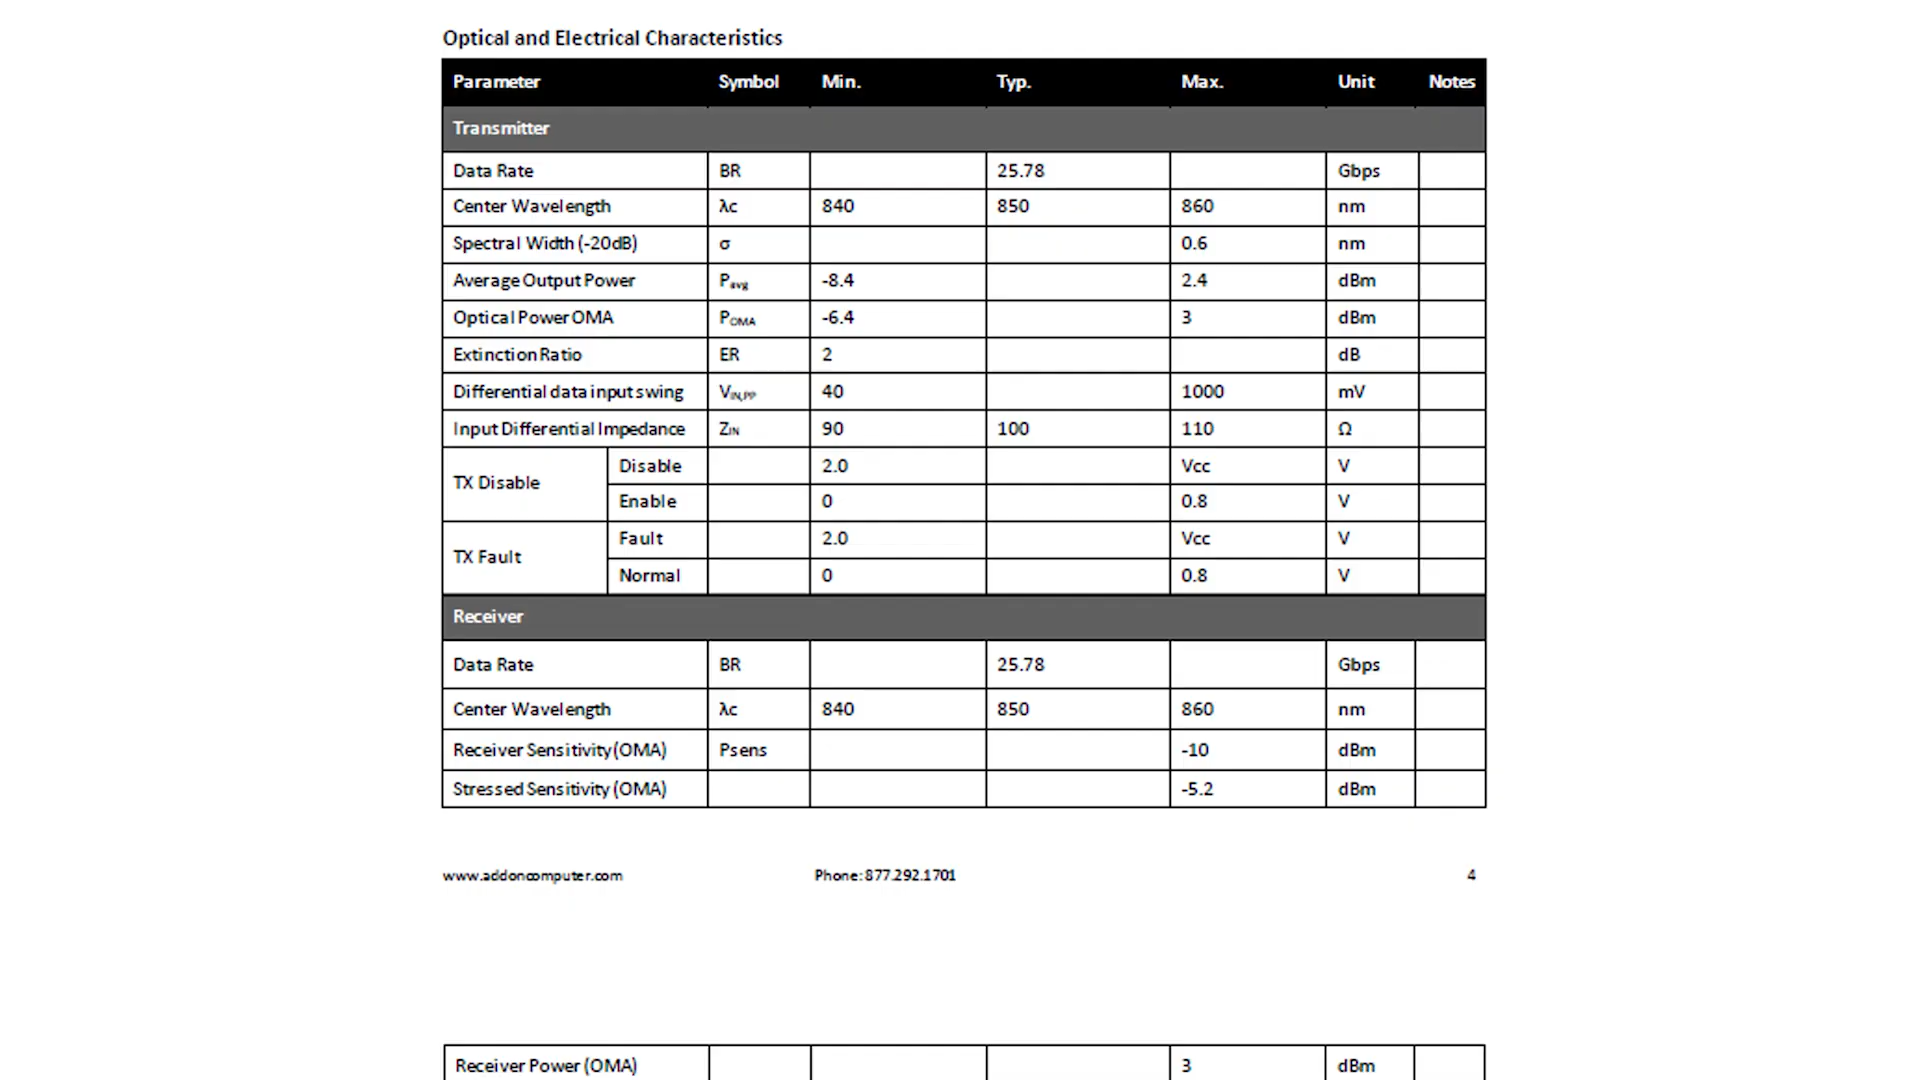 Optical and Electrical Characteristics
Parameter Symbol Min. Typ. Max. Unit Notes
Transmitter
Data Rate BR 25.78 Gbps
Center Wavelength λc 840 850 860 nm
Spectral Width (-20dB) σ 0.6 nm
Average Output Power Pavg -8.4 2.4 dBm
Optical Power OMA POMA -6.4 3 dBm
Extinction Ratio ER 2 dB
Differential data input swing VIN,PP 40 1000 mV
Input Differential Impedance ZIN 90 100 110 Ω
TX Disable Disable 2.0 Vcc V
Enable 0 0.8 V
TX Fault Fault 2.0 Vcc V
Normal 0 0.8 V
Receiver
Data Rate BR 25.78 Gbps
Center Wavelength λc 840 850 860 nm
Receiver Sensitivity (OMA) Psens -10 dBm
Stressed Sensitivity (OMA) -5.2 dBm
www.addoncomputer.com Phone: 877.292.1701 4
Receiver Power (OMA) 3 dBm